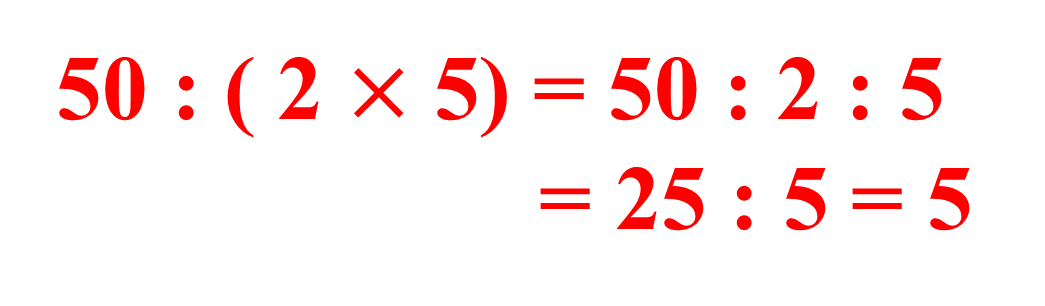 50 : ( 2 × 5) = 50 : 2 : 5
= 25 : 5 = 5